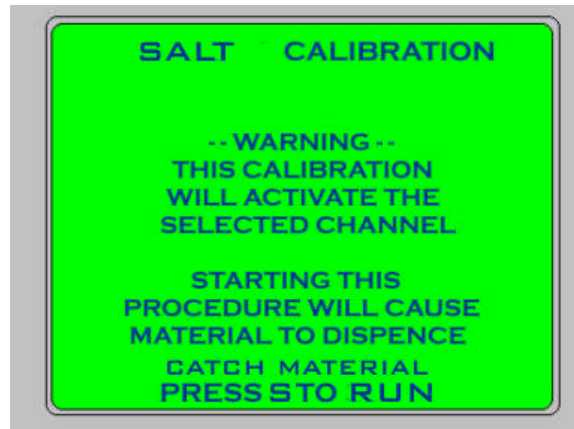 SALT CALIBRATION
-- WARNING --
THIS CALIBRATION
WILL ACTIVATE THE
SELECTED CHANNEL
STARTING THIS
PROCEDURE WILL CAUSE
MATERIAL TO DISPENCE
CATCH MATERIAL
PRESS STO RUN